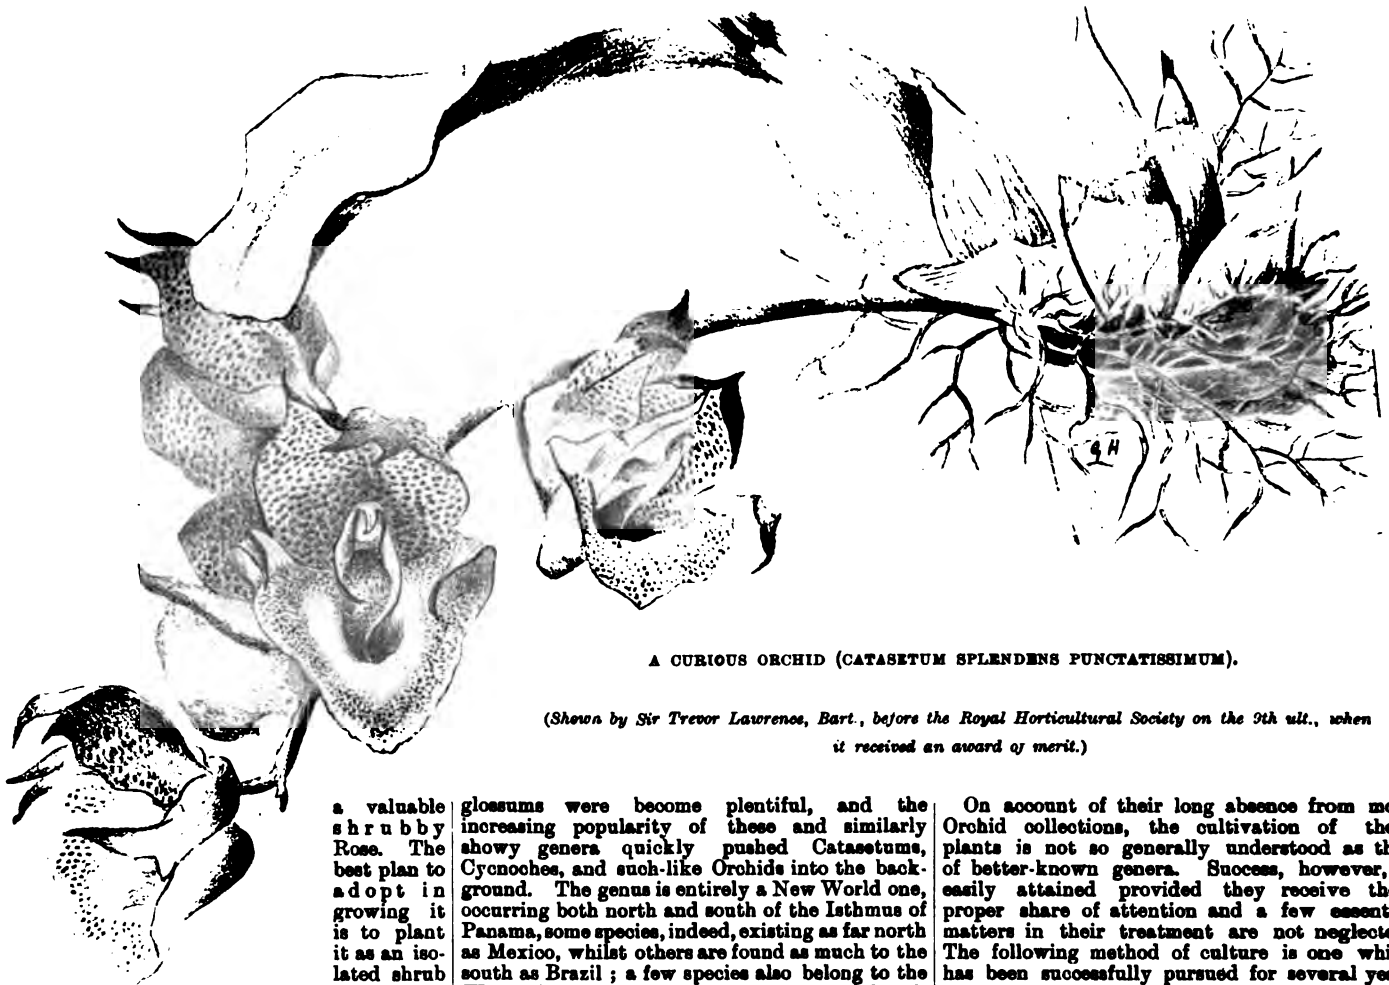 G H
A CURIOUS ORCHID (CATASETUM SPLENDENS PUNCTATISSIMUM).
(Shown by Sir Trevor Lawrence, Bart., before the Royal Horticultural Society on the 9th ult., when
it received an award of merit.)
a valuable
shrubby
Rose. The
best plan to
adopt in
growing it
is to plant
it as an iso-
lated shrub
glossums were become plentiful, and the
increasing popularity of these and similarly
showy genera quickly pushed Catasetums,
Cycnoches, and such-like Orchids into the back-
ground. The genus is entirely a New World one,
occurring both north and south of the Isthmus of
Panama, some species, indeed, existing as far north
as Mexico, whilst others are found as much to the
south as Brazil ; a few species also belong to the
On account of their long absence from
Orchid collections, the cultivation of
plants is not so generally understood as
of better-known genera. Success, however,
easily attained provided they receive
proper share of attention and a few
matters in their treatment are not
The following method of culture is one
has been successfully pursued for several